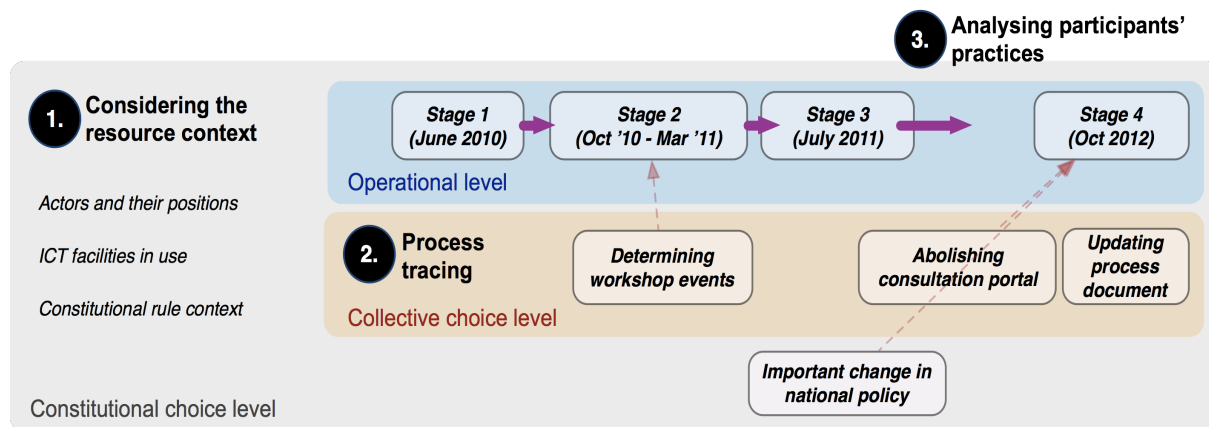 3.
Analysing participants’
practices
1.
Considering the
resource context
Actors and their positions
ICT facilities in use
Constitutional rule context
Stage 1
(June 2010)
Stage 2
(Oct ’10 - Mar ’11)
Stage 3
(July 2011)
Stage 4
(Oct 2012)
Operational level
2.
Process
tracing
Determining
workshop events
Abolishing
consultation portal
Updating
process
document
Collective choice level
Important change in
national policy
Constitutional choice level